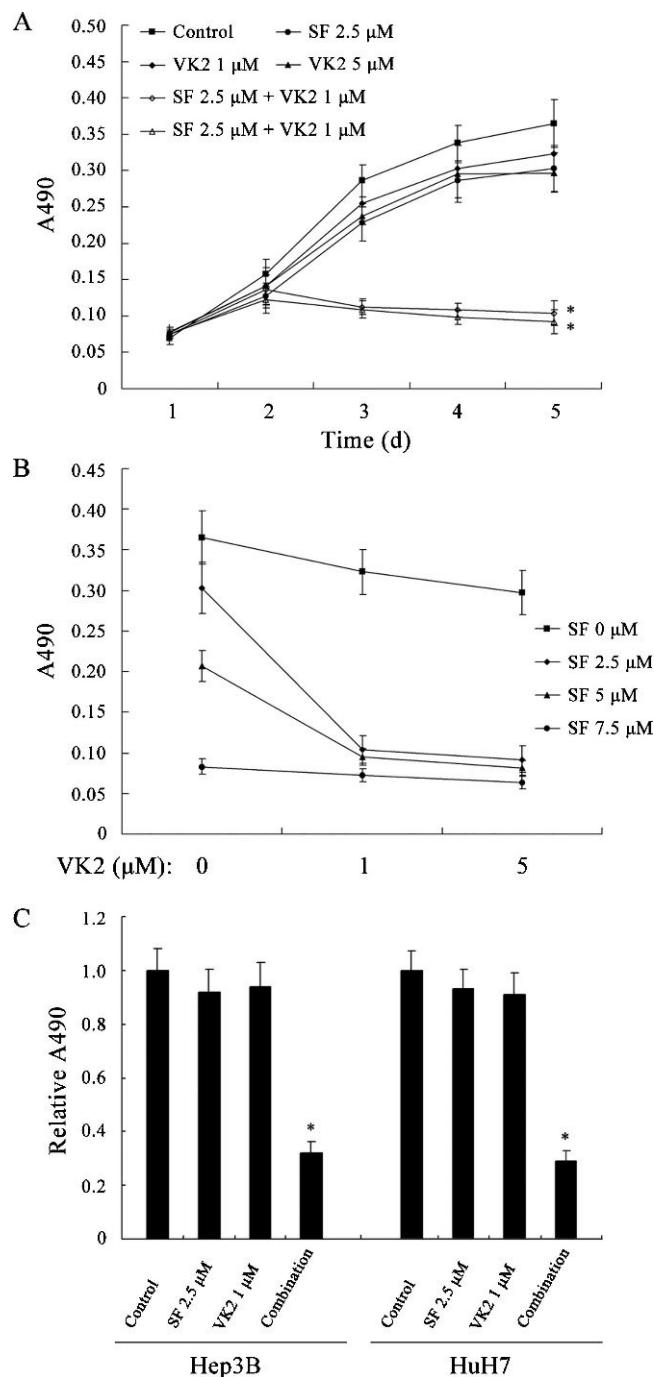 A
Control
SF 2.5 μM
VK2 1 μM
VK2 5 μM
SF 2.5 μM + VK2 1 μM
SF 2.5 μM + VK2 1 μM
A490
0.50
0.45
0.40
0.35
0.30
0.25
0.20
0.15
0.10
0.05
0
*
*
1 2 3 4 5
Time (d)
B
A490
0.45
0.40
0.35
0.30
0.25
0.20
0.15
0.10
0.05
0
SF 0 μM
SF 2.5 μM
SF 5 μM
SF 7.5 μM
VK2 (μM): 0 1 5
C
Relative A490
1.2
1.0
0.8
0.6
0.4
0.2
0
*
*
Control
SF 2.5 μM
VK2 1 μM
Combination
Control
SF 2.5 μM
VK2 1 μM
Combination
Hep3B
HuH7